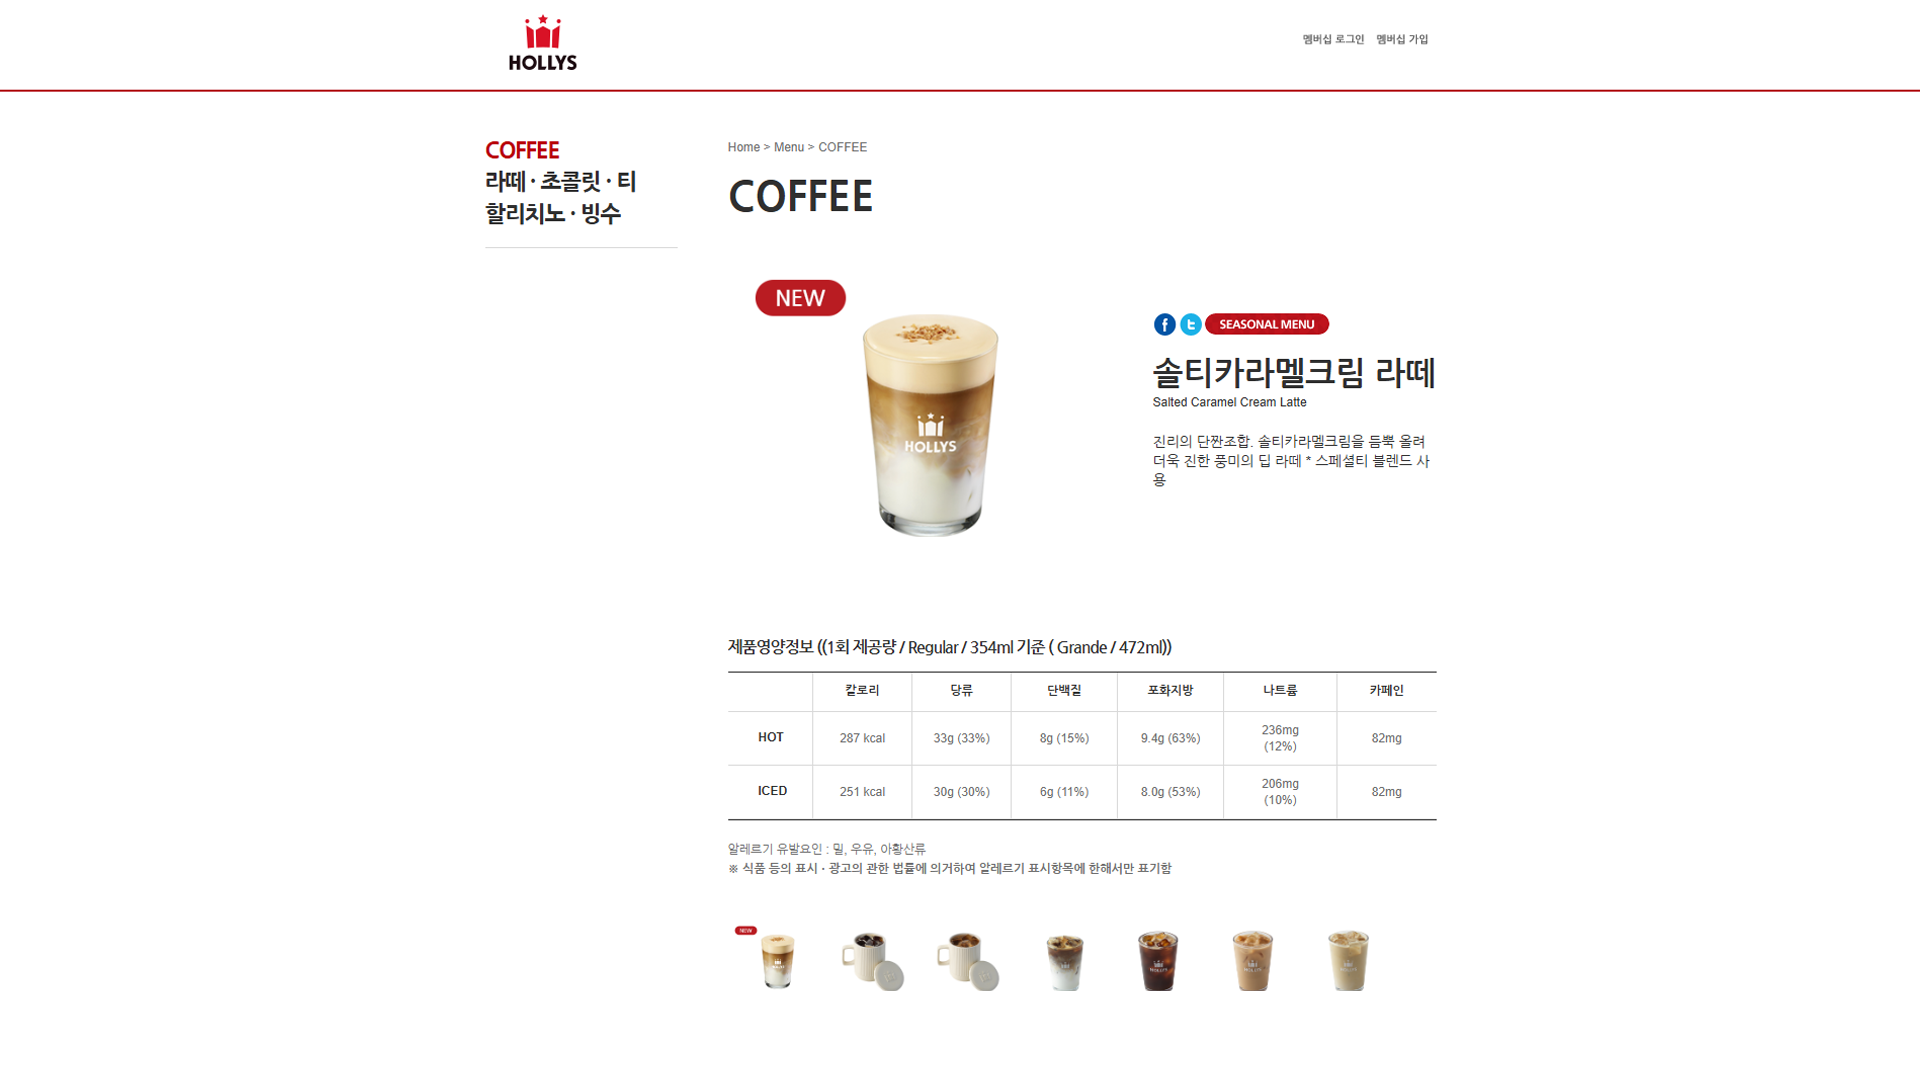 HOLLYS
멤버십 로그인 멤버십 가입
COFFEE
라떼 · 초콜릿 · 티
할리치노 · 빙수
Home > Menu > COFFEE
COFFEE
NEW
HOLLYS
f t SEASONAL MENU
솔티카라멜크림 라떼
Salted Caramel Cream Latte
진리의 단짠조합. 솔티카라멜크림을 듬뿍 올려
더욱 진한 풍미의 딥 라떼 * 스페셜티 블렌드 사
용
제품영양정보 ((1회 제공량 / Regular / 354ml 기준 ( Grande / 472ml))
칼로리 당류 단백질 포화지방 나트륨 카페인
HOT 287 kcal 33g (33%) 8g (15%) 9.4g (63%) 236mg (12%) 82mg
ICED 251 kcal 30g (30%) 6g (11%) 8.0g (53%) 206mg (10%) 82mg
알레르기 유발요인 : 밀, 우유, 아황산류
※ 식품 등의 표시 · 광고의 관한 법률에 의거하여 알레르기 표시항목에 한해서만 표기함
NEW